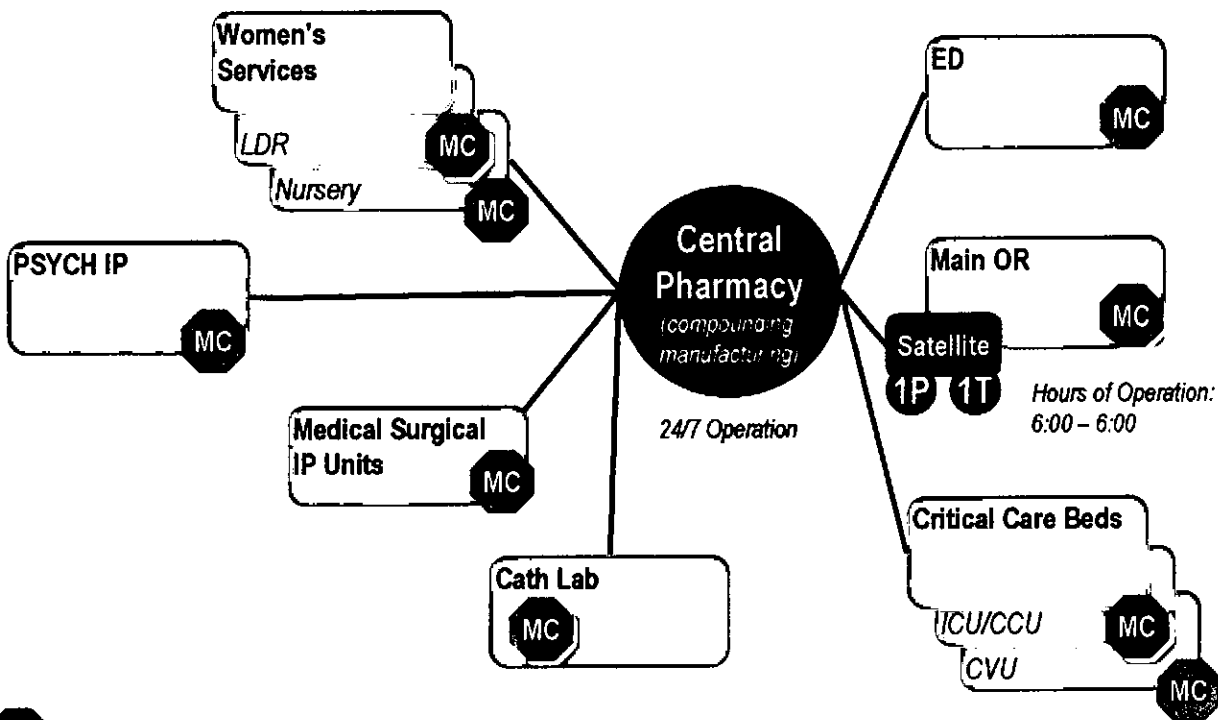 Women's
Services
LDR
MC
Nursery
MC
PSYCH IP
MC
Medical Surgical
IP Units
MC
Cath Lab
MC
Central
Pharmacy
(compounding
manufacturing)
24/7 Operation
ED
MC
Main OR
MC
Satellite
1P 1T
Hours of Operation:
6:00 – 6:00
Critical Care Beds
ICU/CCU
MC
CVU
MC